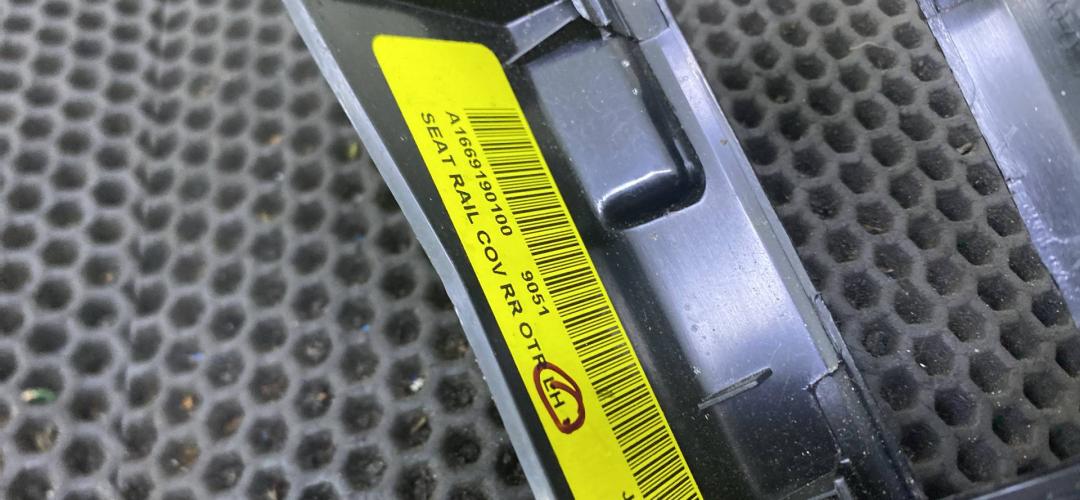 A1669190100 9051
SEAT RAIL COV RR OTR LH